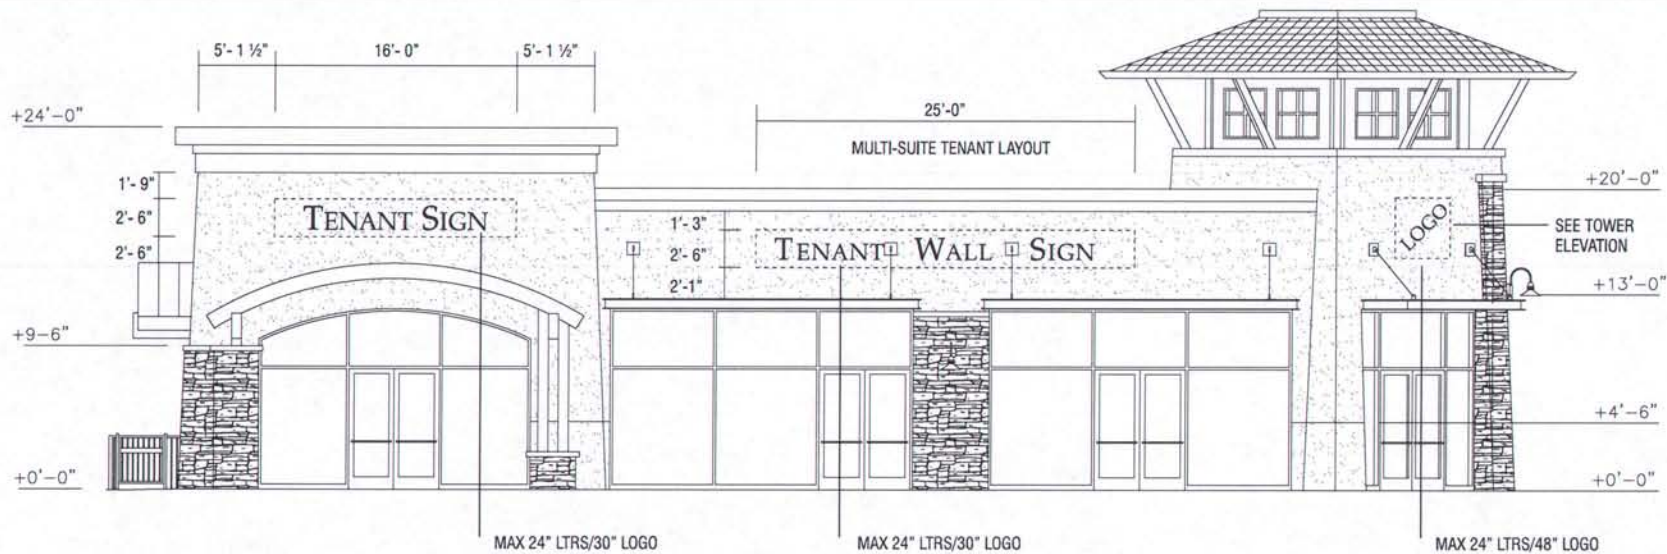 5'- 1 ½" 16'- 0" 5'- 1 ½"
+24'-0"
25'-0"
MULTI-SUITE TENANT LAYOUT
1'- 9"
2'- 6"
2'- 6"
TENANT SIGN
1'- 3"
2'- 6"
2'-1"
TENANT WALL SIGN
LOGO
+20'-0"
SEE TOWER
ELEVATION
+13'-0"
+9'-6"
+4'-6"
+0'-0"
+0'-0"
MAX 24" LTRS/30" LOGO
MAX 24" LTRS/30" LOGO
MAX 24" LTRS/48" LOGO